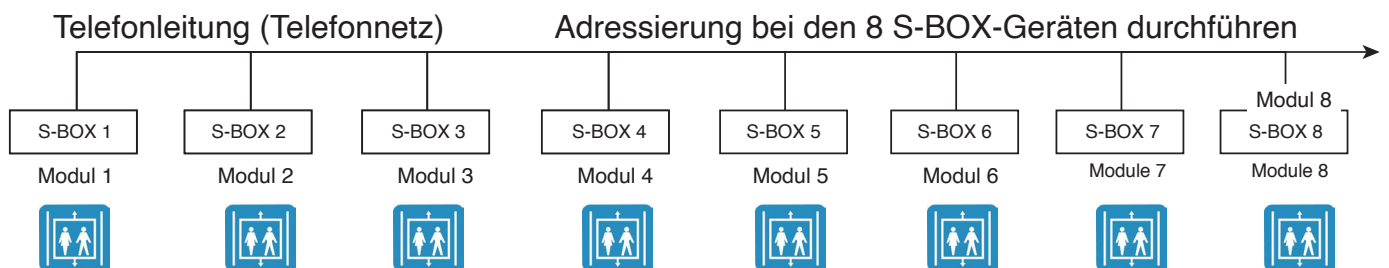 Telefonleitung (Telefonnetz) Adressierung bei den 8 S-BOX-Geräten durchführen
Modul 8
S-BOX 1 S-BOX 2 S-BOX 3 S-BOX 4 S-BOX 5 S-BOX 6 S-BOX 7 S-BOX 8
Modul 1 Modul 2 Modul 3 Modul 4 Modul 5 Modul 6 Module 7 Module 8